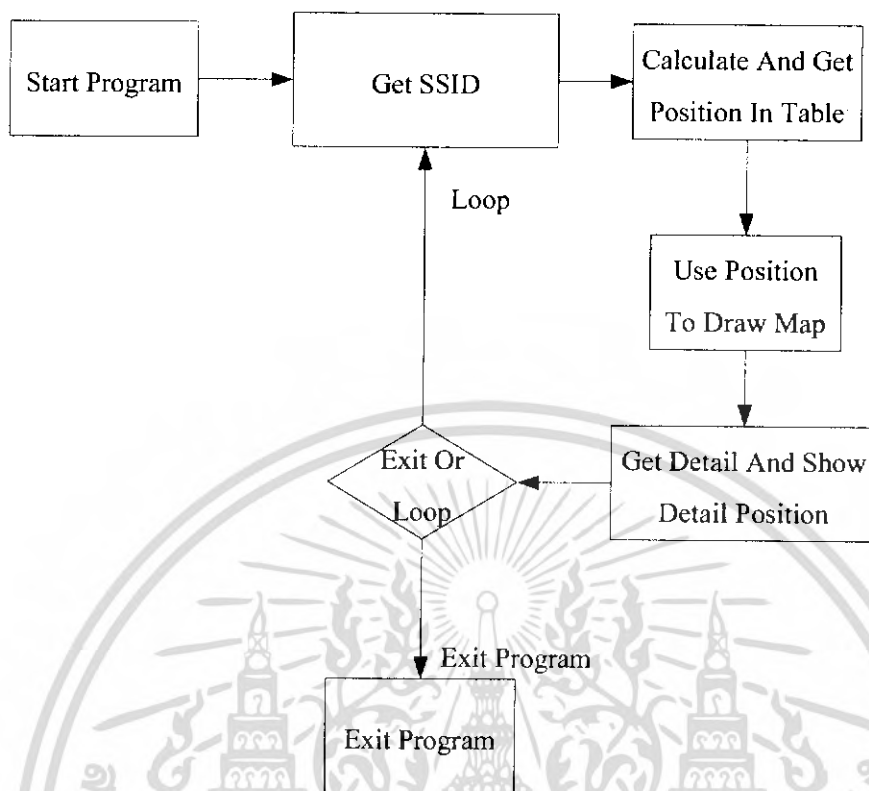 Start Program
Get SSID
Calculate And Get
Position In Table
Loop
Use Position
To Draw Map
Exit Or
Loop
Get Detail And Show
Detail Position
Exit Program
Exit Program